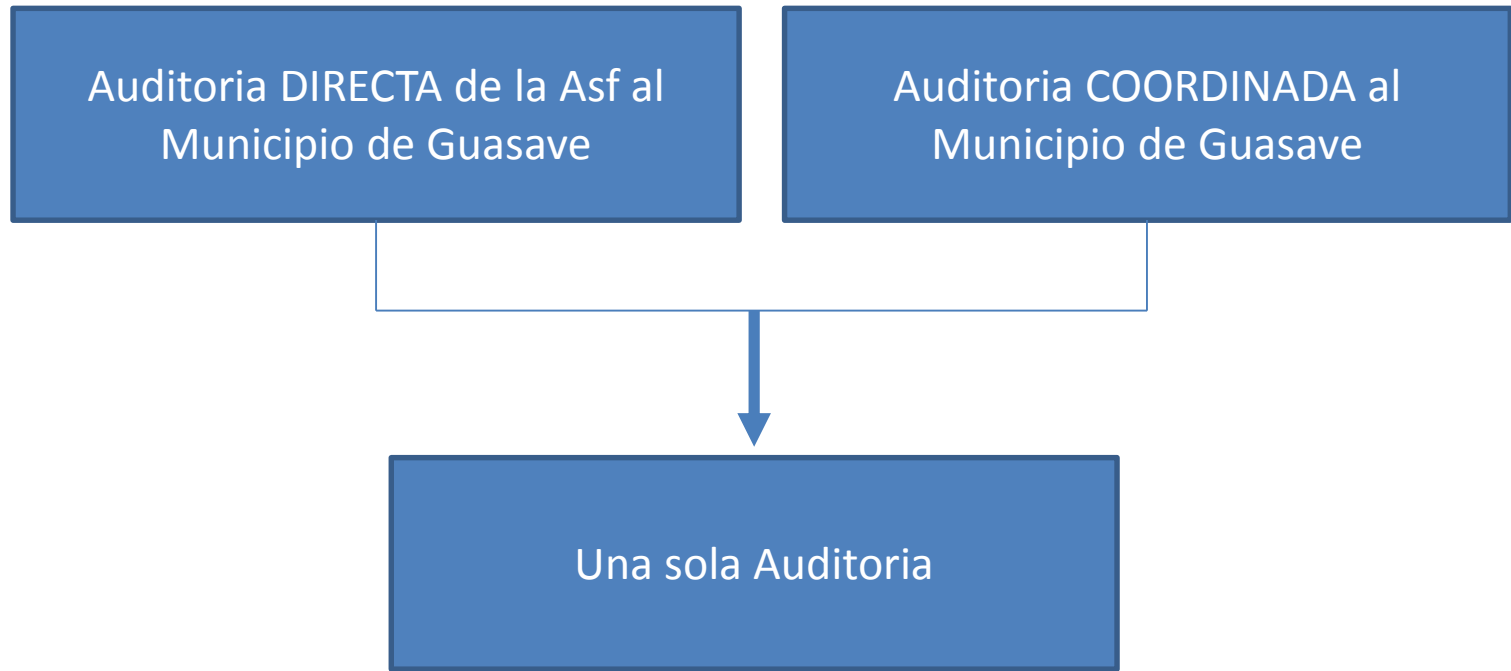 Auditoria DIRECTA de la Asf al
Municipio de Guasave
Auditoria COORDINADA al
Municipio de Guasave
Una sola Auditoria